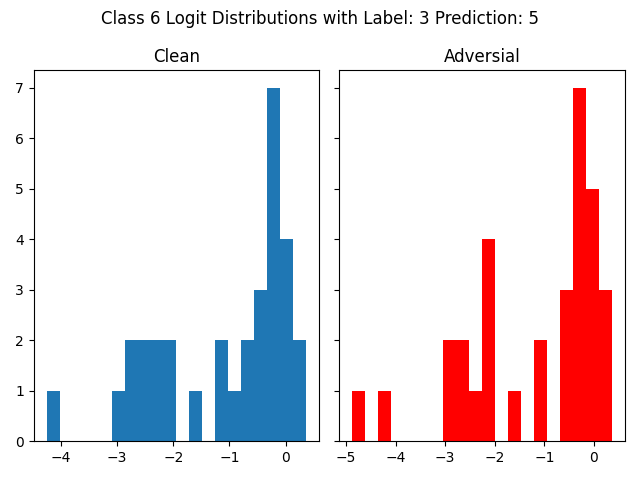 Class 6 Logit Distributions with Label: 3 Prediction: 5
Clean
Adversial
7
6
5
4
3
2
1
0
−4 −3 −2 −1 0
−5 −4 −3 −2 −1 0